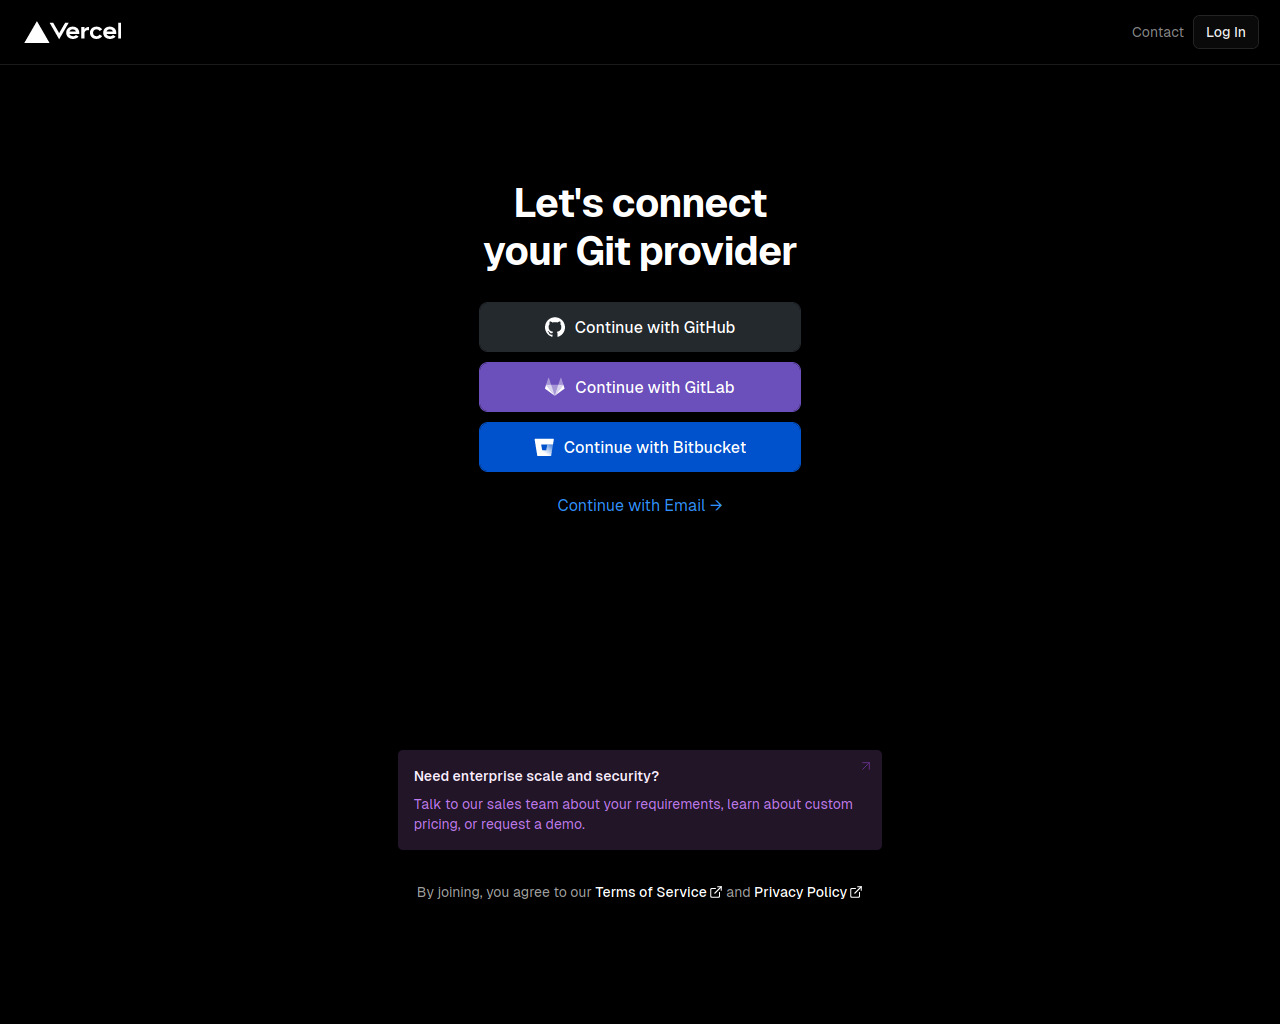 Vercel
Contact
Log In
Let's connect
your Git provider
Continue with GitHub
Continue with GitLab
Continue with Bitbucket
Continue with Email →
Need enterprise scale and security?
Talk to our sales team about your requirements, learn about custom
pricing, or request a demo.
By joining, you agree to our Terms of Service and Privacy Policy